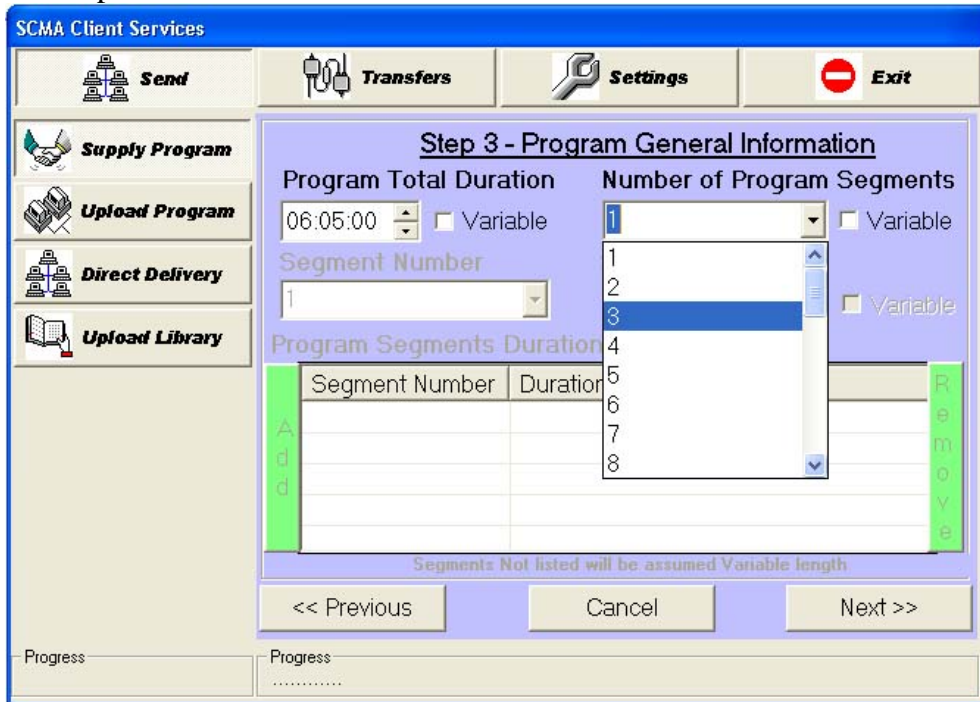 SCMA Client Services
Send
Transfers
Settings
Exit
Supply Program
Upload Program
Direct Delivery
Upload Library
Step 3 - Program General Information
Program Total Duration
Number of Program Segments
06:05:00
Variable
1
Variable
Segment Number
1
Variable
1
2
3
4
5
6
7
8
Program Segments Duration
Segment Number
Duration
Add
Remove
Segments Not listed will be assumed Variable length
<< Previous
Cancel
Next >>
Progress
Progress
............